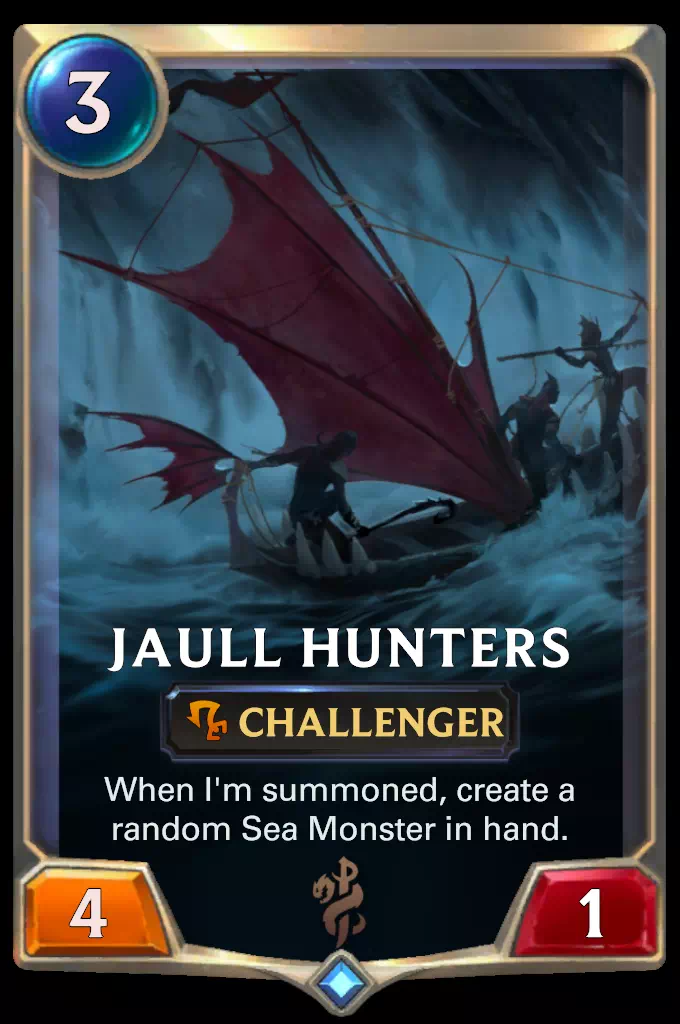 3
JAULL HUNTERS
CHALLENGER
When I'm summoned, create a
random Sea Monster in hand.
4
1